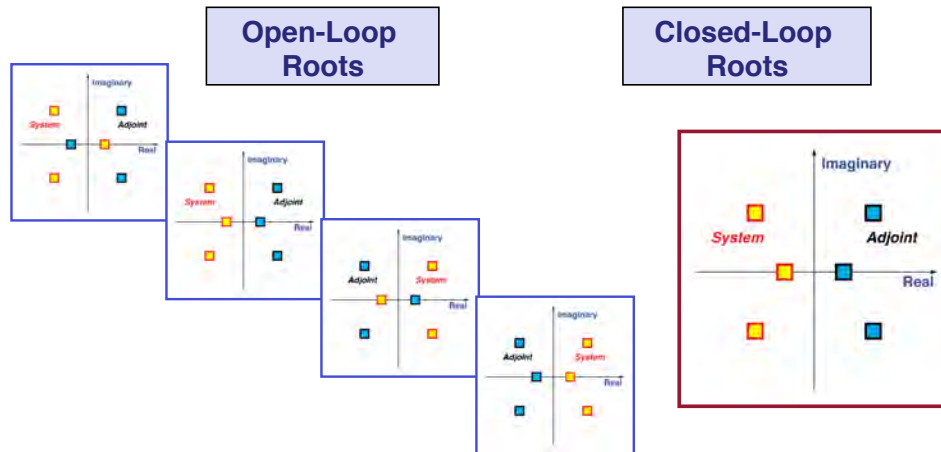 Open-Loop
Roots
Closed-Loop
Roots
Imaginary
System
Adjoint
Real
Imaginary
System
Adjoint
Real
Imaginary
Adjoint
System
Real
Imaginary
Adjoint
System
Real
Imaginary
System
Adjoint
Real